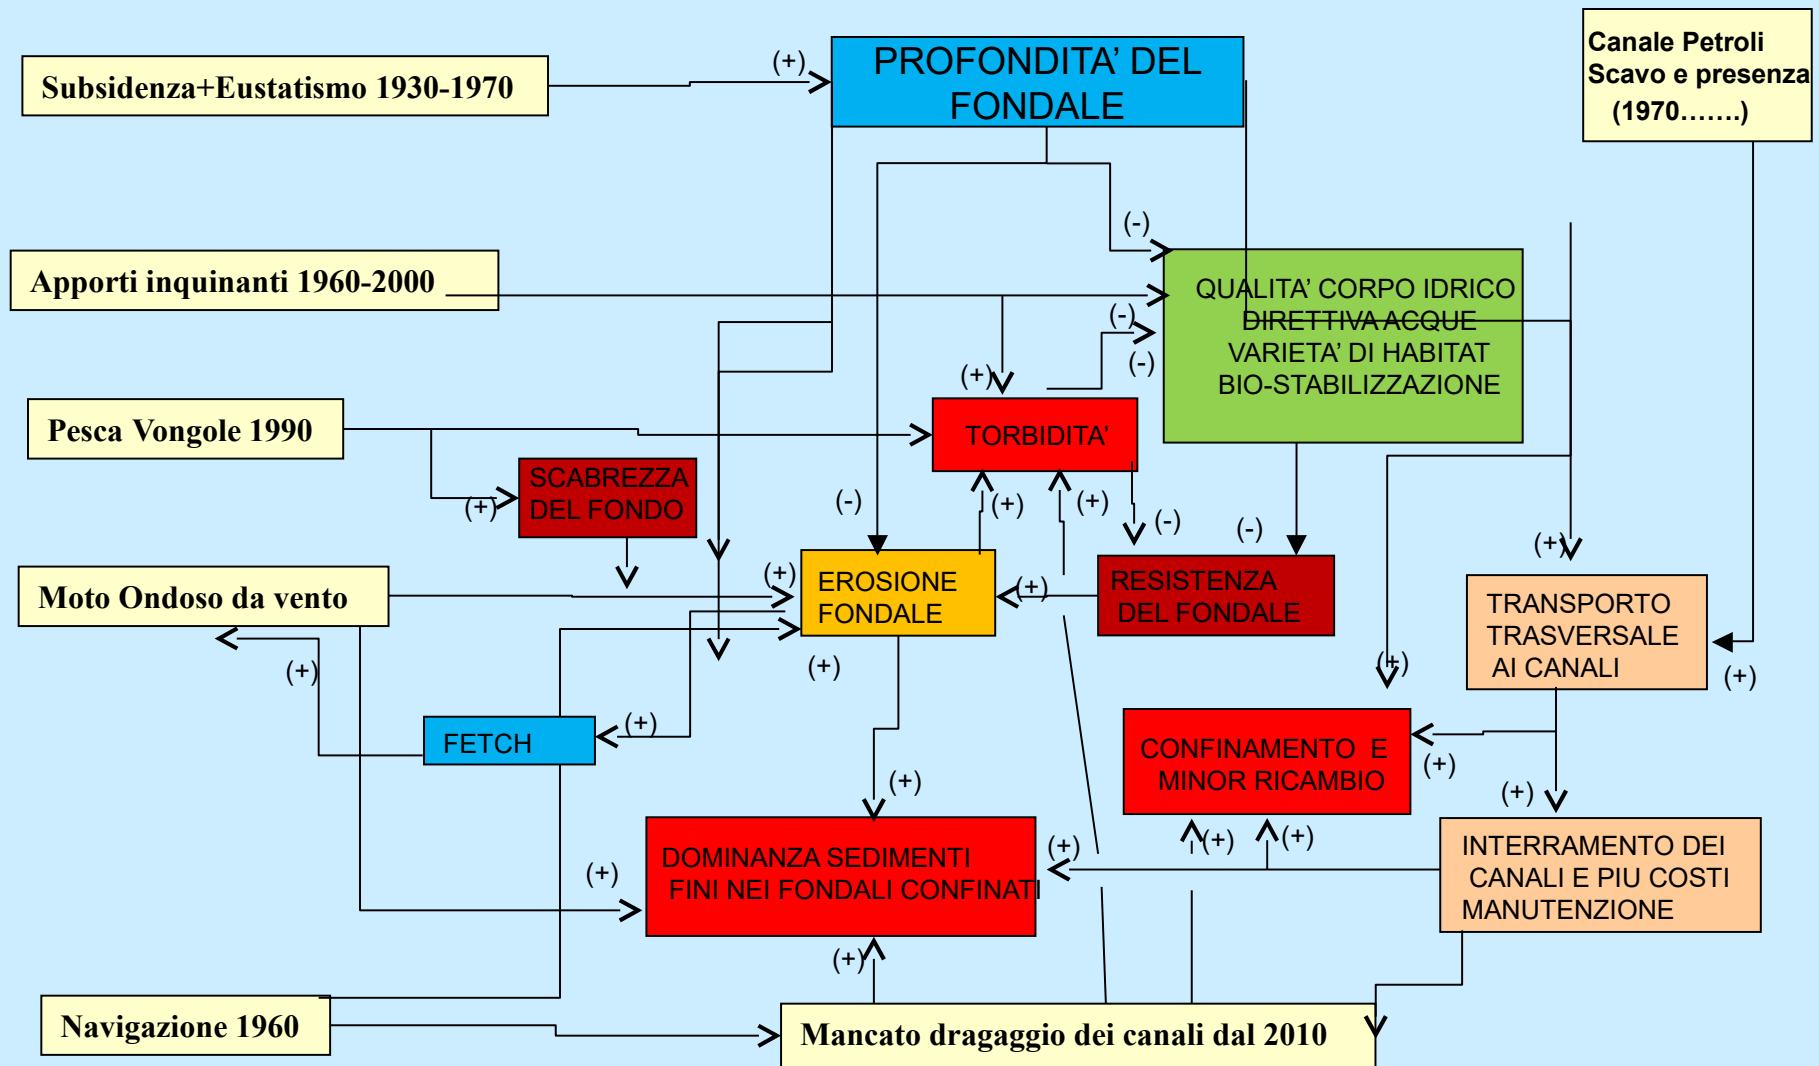 Canale Petroli
Scavo e presenza
(1970.......)
PROFONDITA’ DEL
FONDALE
(+)
Subsidenza+Eustatismo 1930-1970
(-)
Apporti inquinanti 1960-2000
QUALITA’ CORPO IDRICO
DIRETTIVA ACQUE
VARIETA’ DI HABITAT
BIO-STABILIZZAZIONE
(-)
(-)
(+)
Pesca Vongole 1990
TORBIDITA’
SCABREZZA
DEL FONDO
(+)
(-)
(+)
(+)
(-)
(-)
(+)
Moto Ondoso da vento
(+)
EROSIONE
FONDALE
(+)
RESISTENZA
DEL FONDALE
TRANSPORTO
TRASVERSALE
AI CANALI
(+)
(+)
(+)
(+)
(+)
FETCH
CONFINAMENTO E
MINOR RICAMBIO
(+)
(+)
(+)
(+)
(+)
DOMINANZA SEDIMENTI
FINI NEI FONDALI CONFINATI
(+)
(+)
INTERRAMENTO DEI
CANALI E PIU COSTI
MANUTENZIONE
(+)
Navigazione 1960
Mancato dragaggio dei canali dal 2010